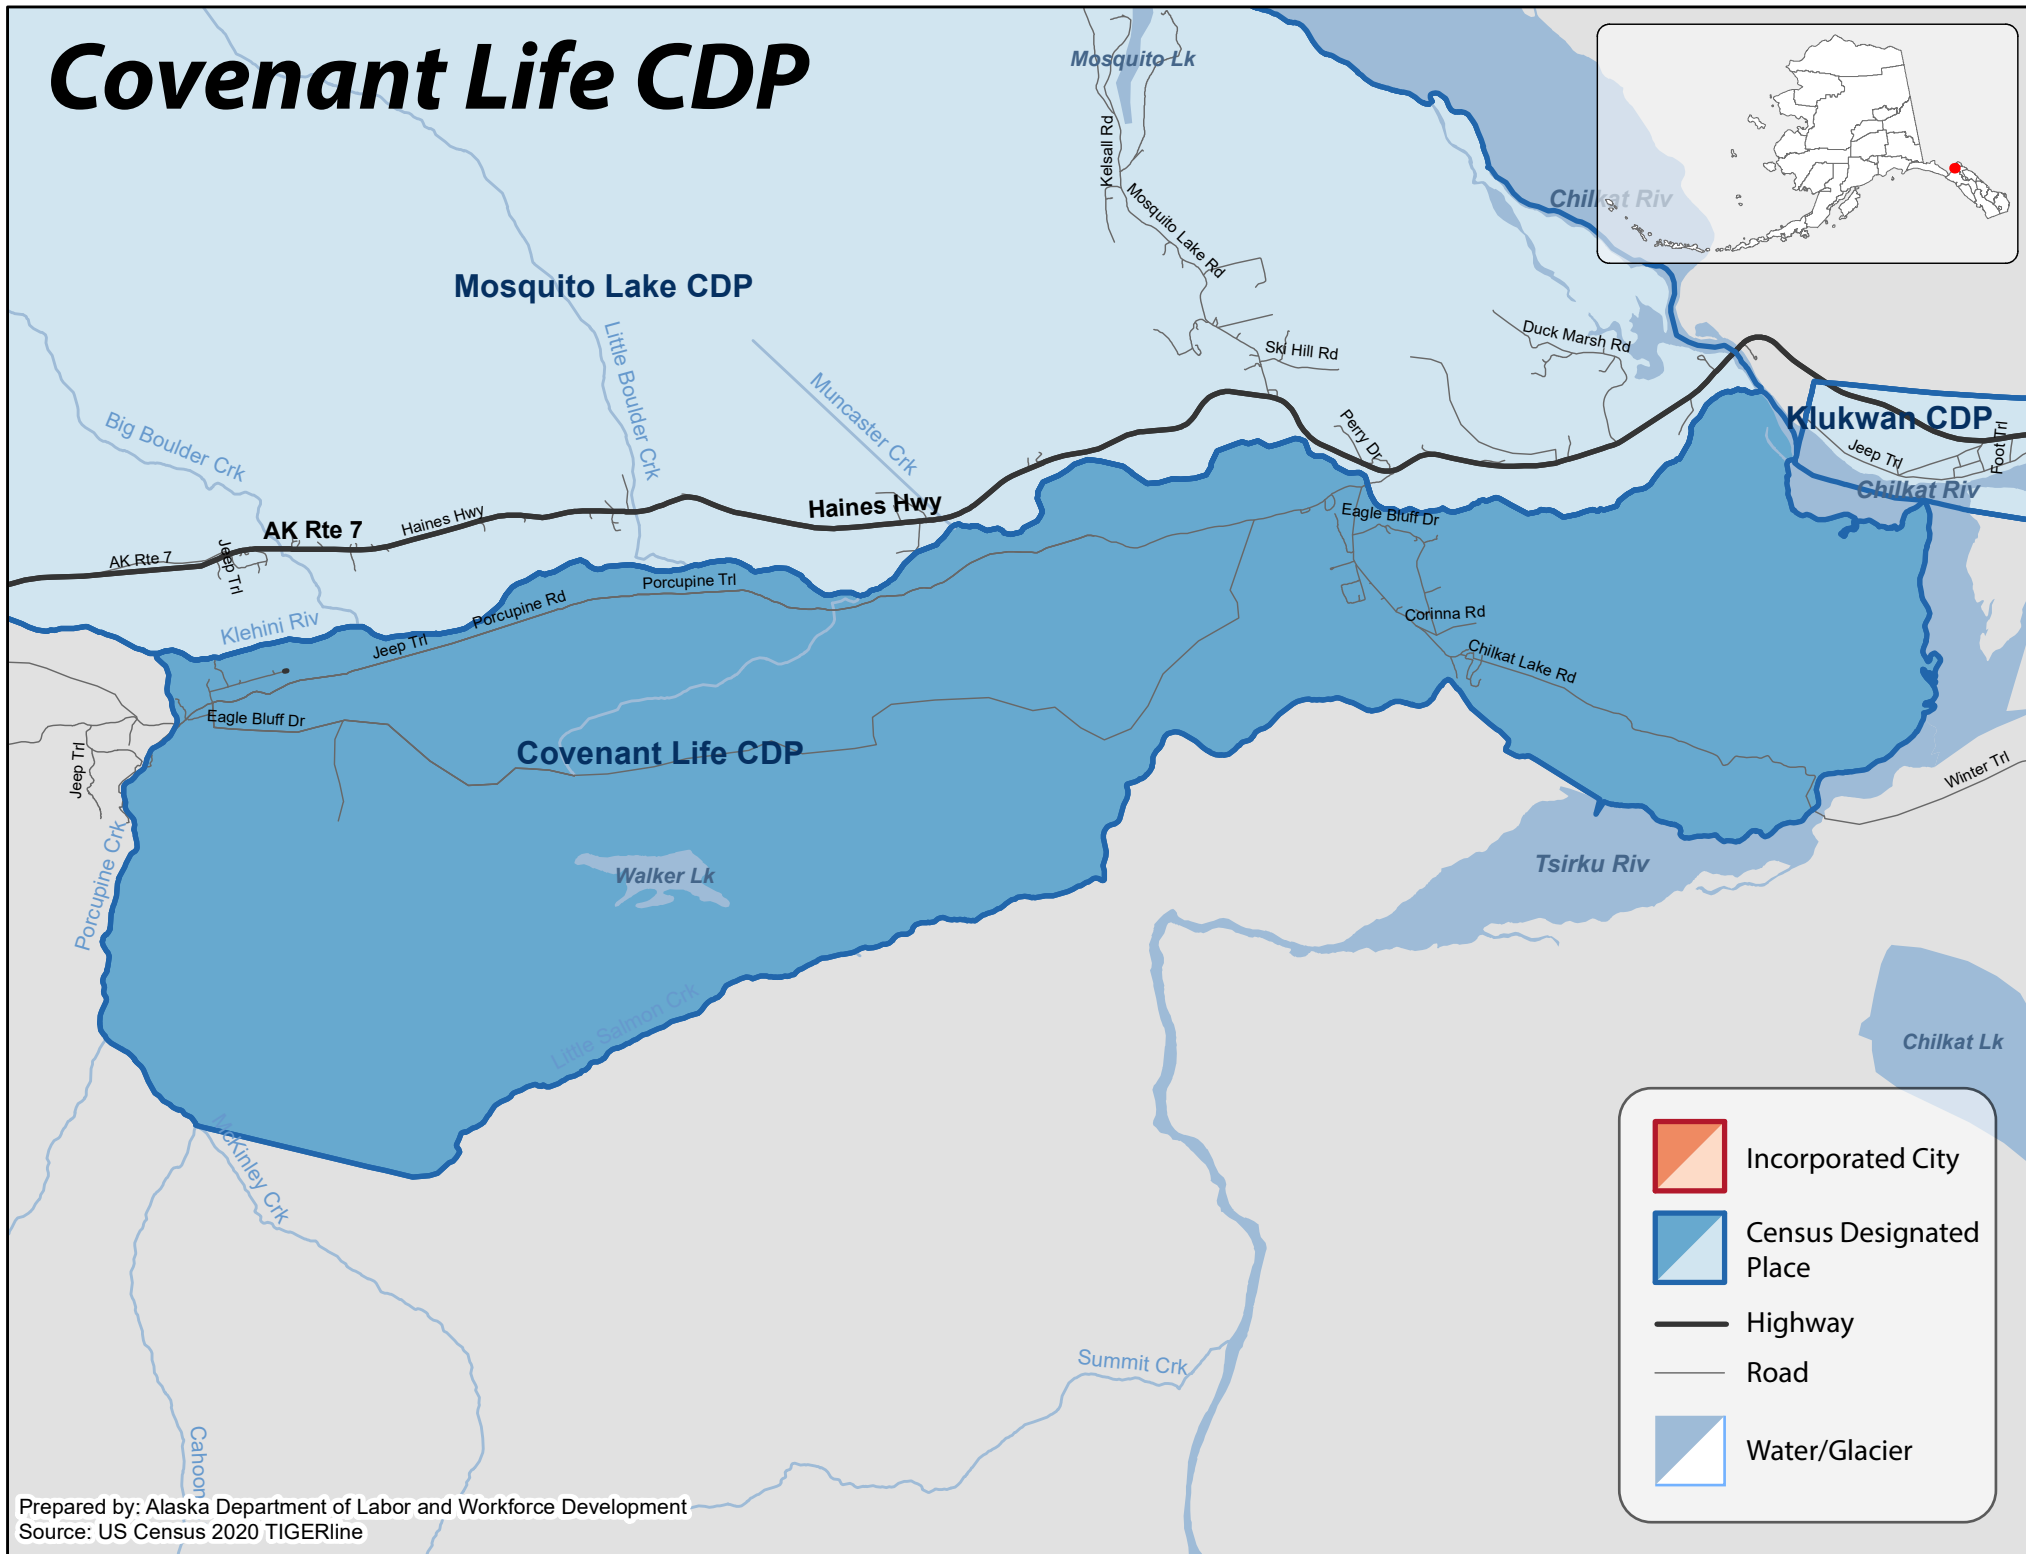 Covenant Life CDP
Mosquito Lk
Kelsall Rd
Mosquito Lake Rd
Chilkat Riv
Mosquito Lake CDP
Little Boulder Crk
Muncaster Crk
Ski Hill Rd
Duck Marsh Rd
Big Boulder Crk
Perry Dr
Klukwan CDP
Jeep Trl
Foot Trl
Chilkat Riv
Haines Hwy
AK Rte 7
Haines Hwy
AK Rte 7
Jeep Trl
Eagle Bluff Dr
Porcupine Trl
Porcupine Rd
Klehini Riv
Jeep Trl
Corinna Rd
Chilkat Lake Rd
Eagle Bluff Dr
Jeep Trl
Covenant Life CDP
Winter Trl
Porcupine Crk
Walker Lk
Tsirku Riv
Little Salmon Crk
Chilkat Lk
McKinley Crk
Summit Crk
Cahoon
Incorporated City
Census Designated
Place
Highway
Road
Water/Glacier
Prepared by: Alaska Department of Labor and Workforce Development
Source: US Census 2020 TIGERline